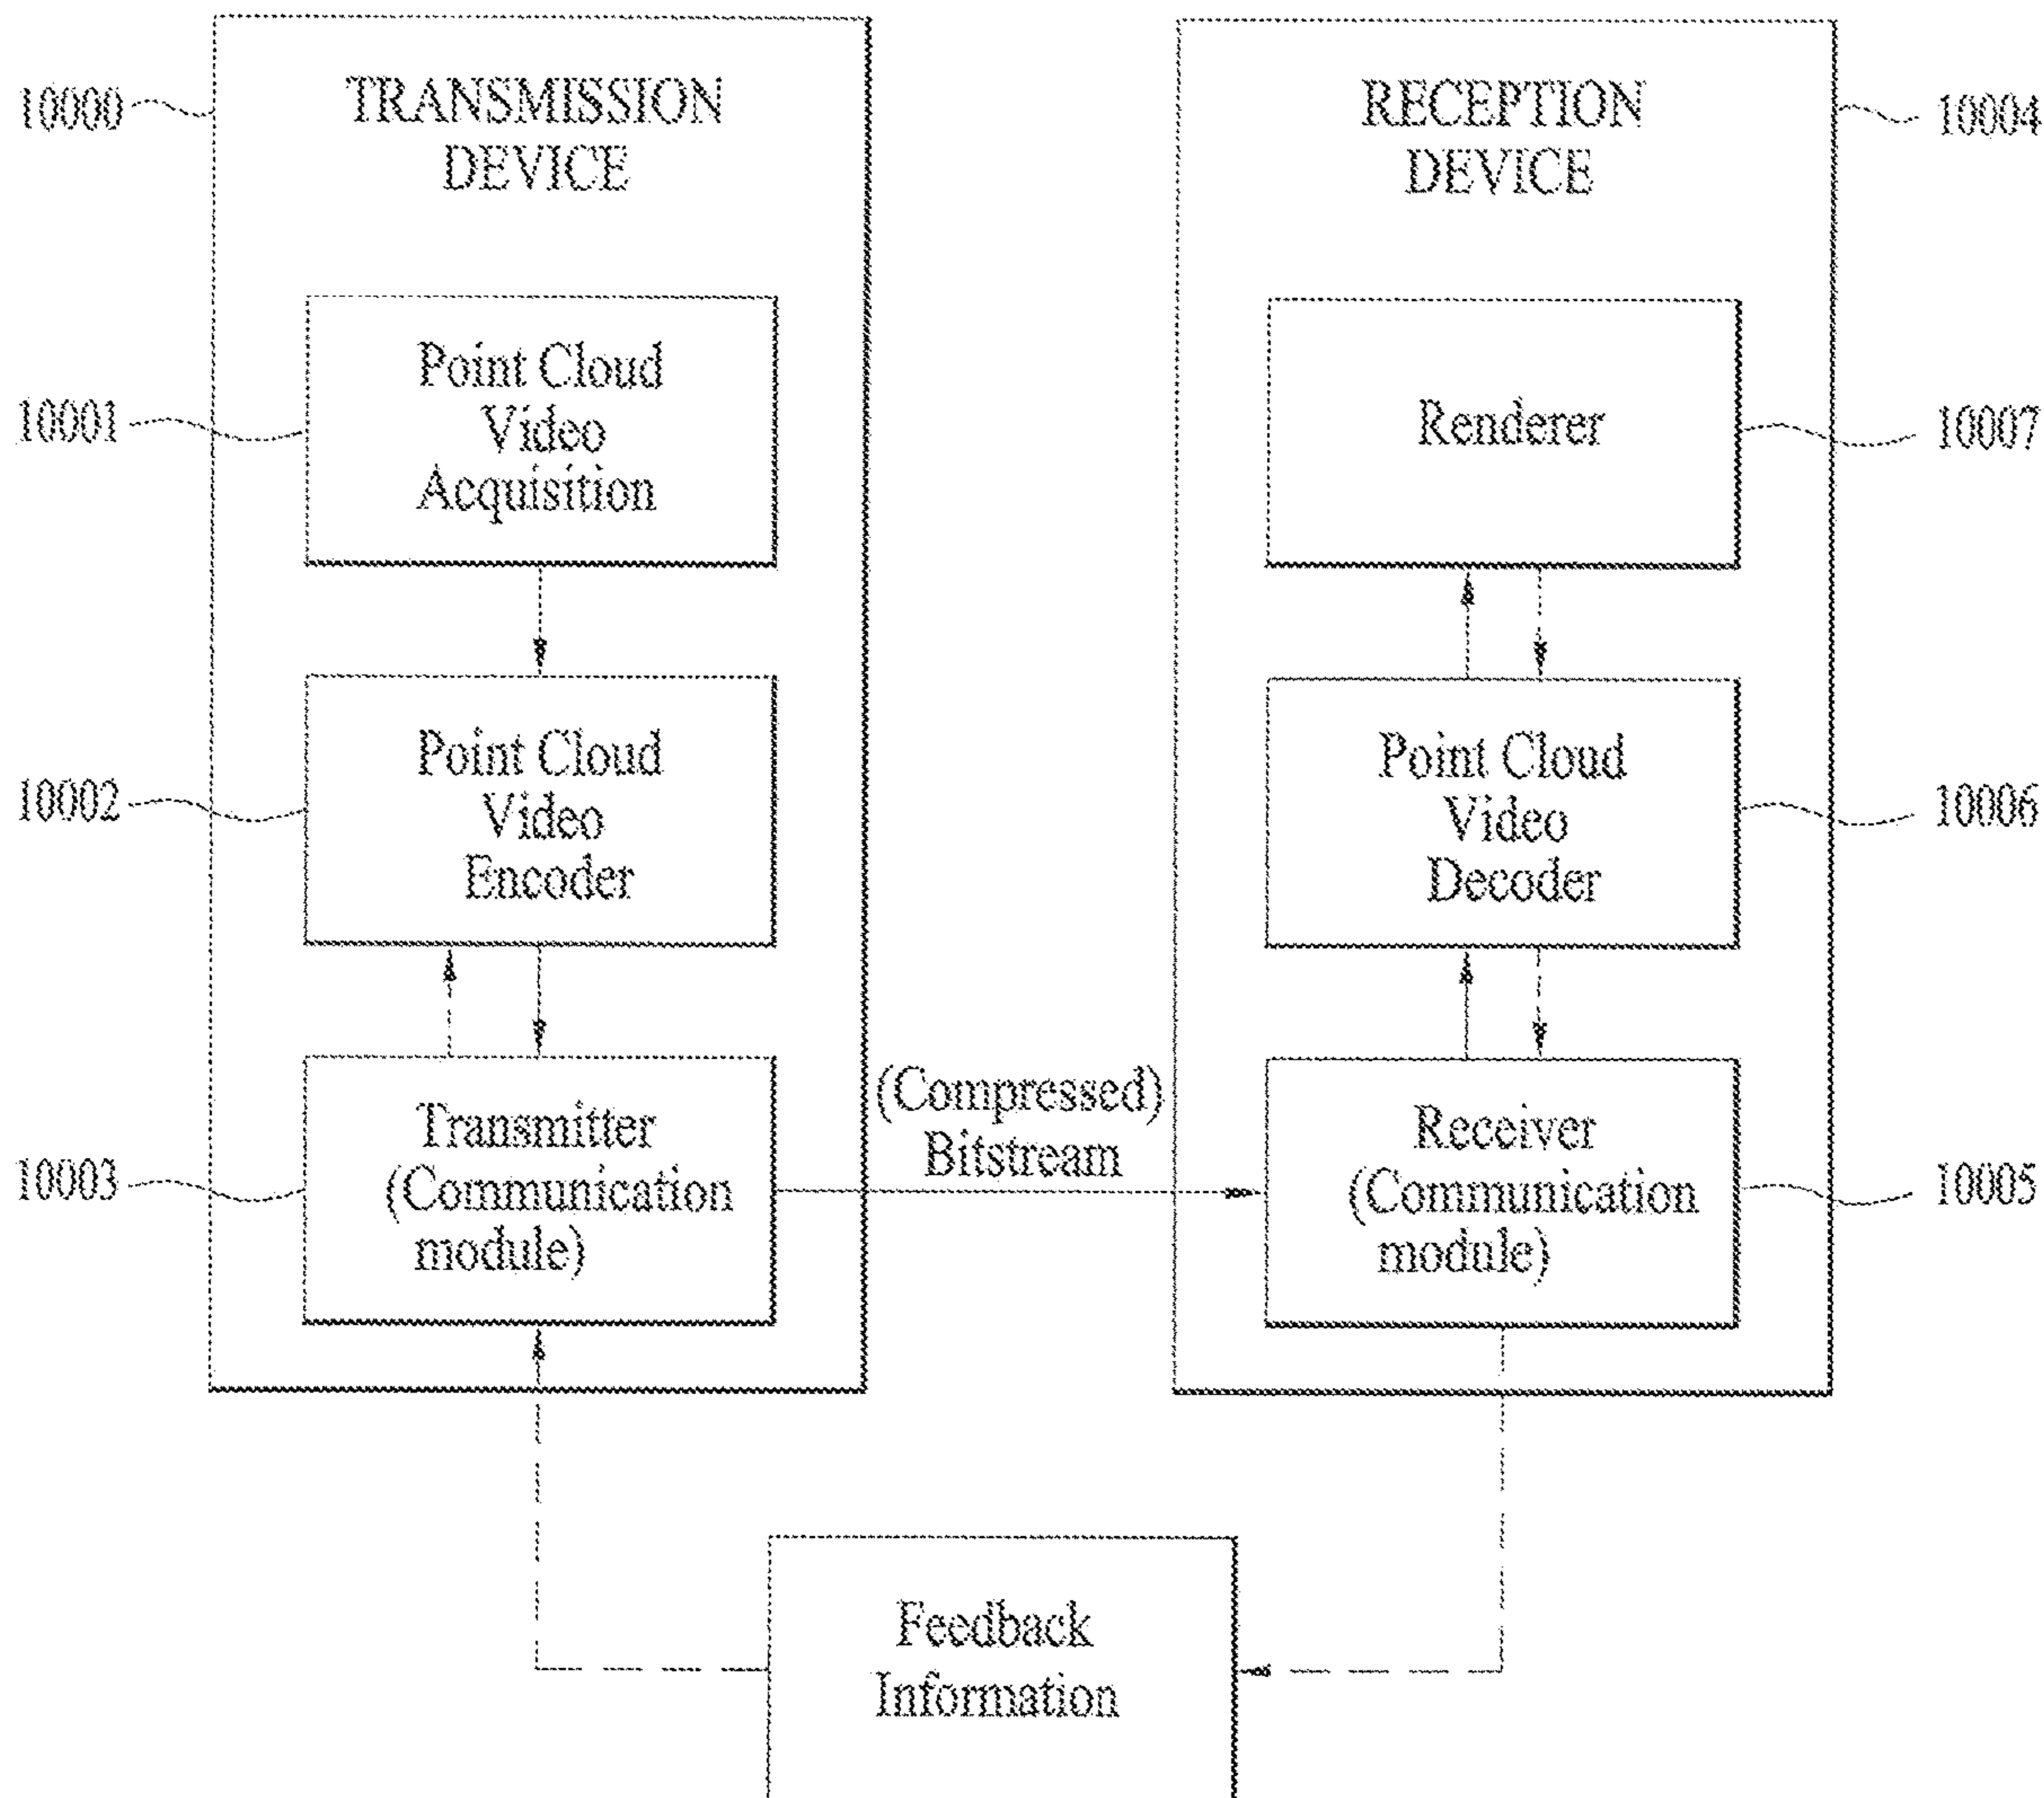 10000
TRANSMISSION
DEVICE
10001
Point Cloud
Video
Acquisition
10002
Point Cloud
Video
Encoder
10003
Transmitter
(Communication
module)
(Compressed)
Bitstream
RECEPTION
DEVICE
10004
Renderer
10007
Point Cloud
Video
Decoder
10006
Receiver
(Communication
module)
10005
Feedback
Information